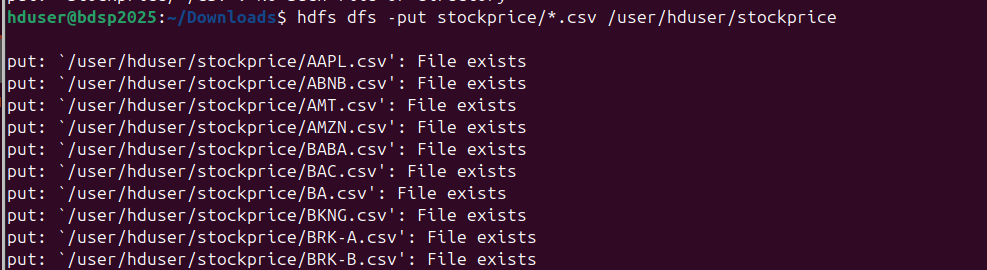 hduser@bdsp2025:~/Downloads$ hdfs dfs -put stockprice/*.csv /user/hduser/stockprice
put: `/user/hduser/stockprice/AAPL.csv': File exists
put: `/user/hduser/stockprice/ABNB.csv': File exists
put: `/user/hduser/stockprice/AMT.csv': File exists
put: `/user/hduser/stockprice/AMZN.csv': File exists
put: `/user/hduser/stockprice/BABA.csv': File exists
put: `/user/hduser/stockprice/BAC.csv': File exists
put: `/user/hduser/stockprice/BA.csv': File exists
put: `/user/hduser/stockprice/BKNG.csv': File exists
put: `/user/hduser/stockprice/BRK-A.csv': File exists
put: `/user/hduser/stockprice/BRK-B.csv': File exists